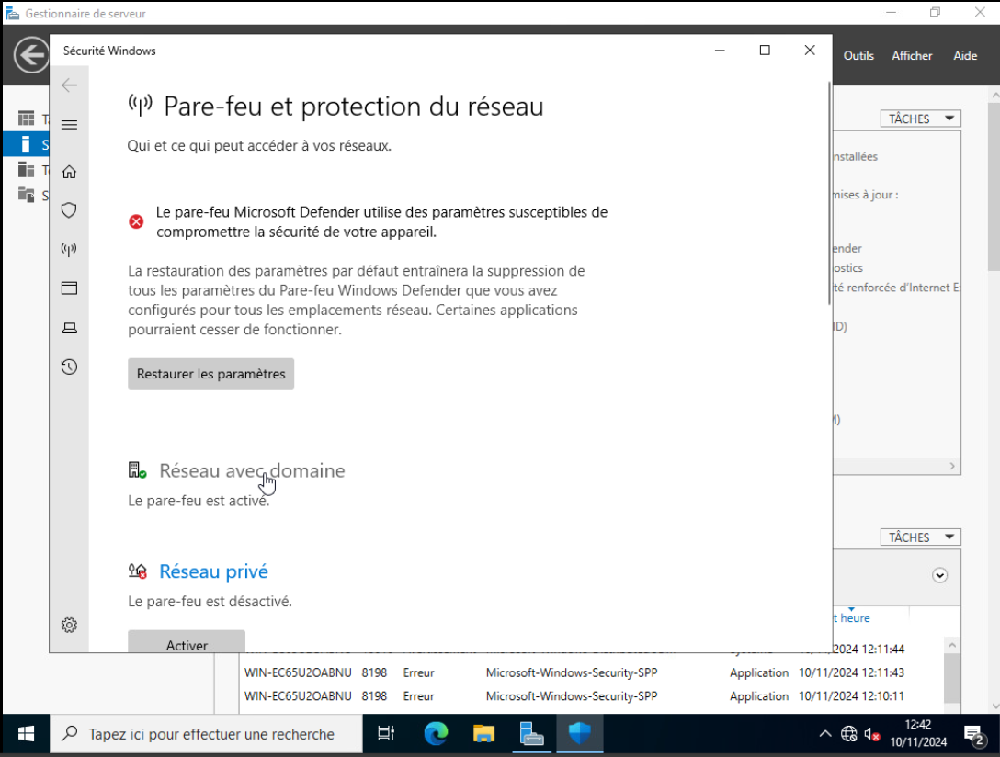 Gestionnaire de serveur
Sécurité Windows
Outils Afficher Aide
Pare-feu et protection du réseau
Qui et ce qui peut accéder à vos réseaux.
Le pare-feu Microsoft Defender utilise des paramètres susceptibles de
compromettre la sécurité de votre appareil.
La restauration des paramètres par défaut entraînera la suppression de
tous les paramètres du Pare-feu Windows Defender que vous avez
configurés pour tous les emplacements réseau. Certaines applications
pourraient cesser de fonctionner.
Restaurer les paramètres
Réseau avec domaine
Le pare-feu est activé.
Réseau privé
Le pare-feu est désactivé.
Activer
TÂCHES
nstallées
mises à jour :
ender
ostics
té renforcée d'Internet E
ID)
TÂCHES
t heure
2024 12:11:44
WIN-EC65U2OABNU 8198 Erreur Microsoft-Windows-Security-SPP Application 10/11/2024 12:11:43
WIN-EC65U2OABNU 8198 Erreur Microsoft-Windows-Security-SPP Application 10/11/2024 12:10:11
Tapez ici pour effectuer une recherche
12:42
10/11/2024
2